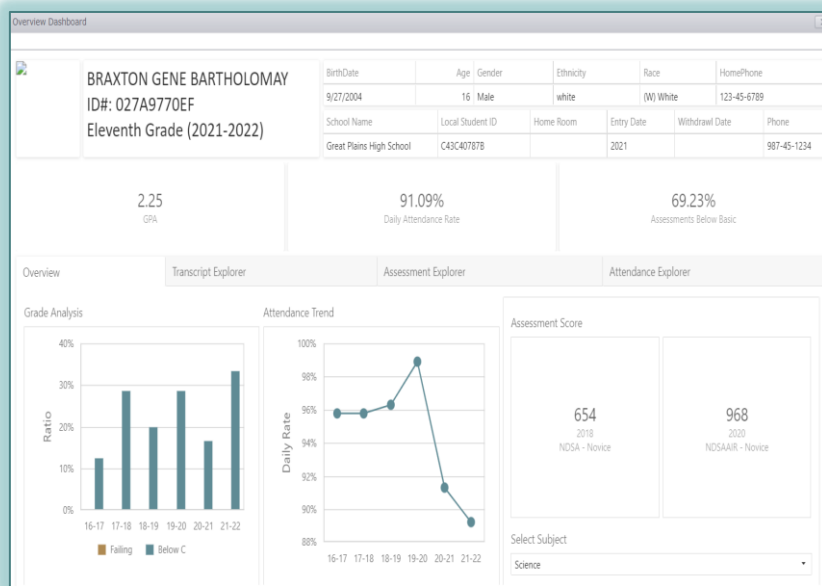 Overview Dashboard
BRAXTON GENE BARTHOLOMAY
ID#: 027A9770EF
Eleventh Grade (2021-2022)
BirthDate Age Gender Ethnicity Race HomePhone
9/27/2004 16 Male white (W) White 123-45-6789
School Name Local Student ID Home Room Entry Date Withdrawl Date Phone
Great Plains High School C43C40787B 2021 987-45-1234
2.25 91.09% 69.23%
GPA Daily Attendance Rate Assessments Below Basic
Overview Transcript Explorer Assessment Explorer Attendance Explorer
Grade Analysis
40%
30%
20%
10%
0%
Ratio
16-17 17-18 18-19 19-20 20-21 21-22
Failing Below C
Attendance Trend
100%
98%
96%
94%
92%
90%
88%
Daily Rate
16-17 17-18 18-19 19-20 20-21 21-22
Assessment Score
654
2018
NDSA - Novice
968
2020
NDSAAIR - Novice
Select Subject
Science